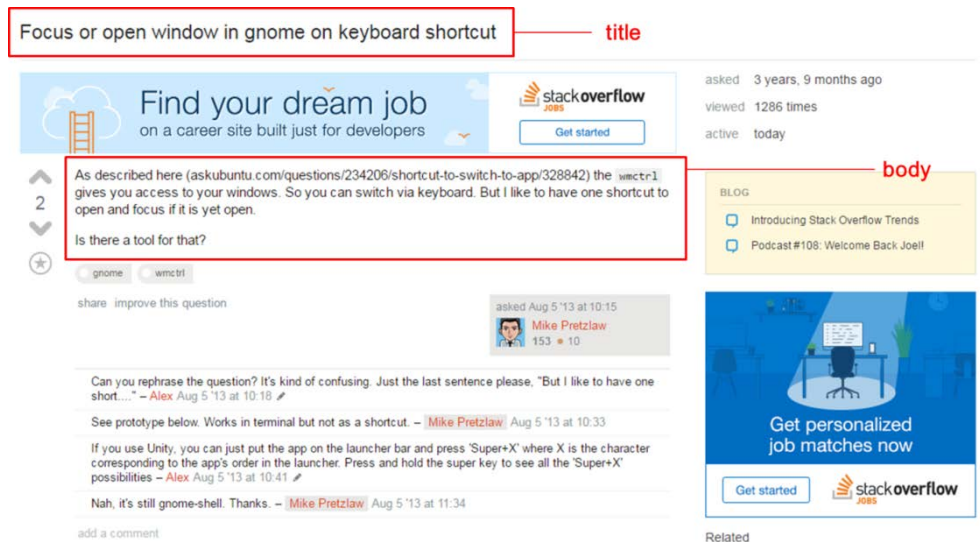 Focus or open window in gnome on keyboard shortcut
title
Find your dream job
on a career site built just for developers
stackoverflow
JOBS
Get started
asked 3 years, 9 months ago
viewed 1286 times
active today
2
As described here (askubuntu.com/questions/234206/shortcut-to-switch-to-app/328842) the wmctrl
gives you access to your windows. So you can switch via keyboard. But I like to have one shortcut to
open and focus if it is yet open.
Is there a tool for that?
body
BLOG
Introducing Stack Overflow Trends
Podcast #108: Welcome Back Joel!
gnome wmctrl
share improve this question
asked Aug 5 '13 at 10:15
Mike Pretzlaw
153 ● 10
Can you rephrase the question? It's kind of confusing. Just the last sentence please, "But I like to have one
short...." – Alex Aug 5 '13 at 10:18
See prototype below. Works in terminal but not as a shortcut. – Mike Pretzlaw Aug 5 '13 at 10:33
If you use Unity, you can just put the app on the launcher bar and press 'Super+X' where X is the character
corresponding to the app's order in the launcher. Press and hold the super key to see all the 'Super+X'
possibilities – Alex Aug 5 '13 at 10:41
Nah, it's still gnome-shell. Thanks. – Mike Pretzlaw Aug 5 '13 at 11:34
add a comment
Get personalized
job matches now
Get started
stackoverflow
JOBS
Related